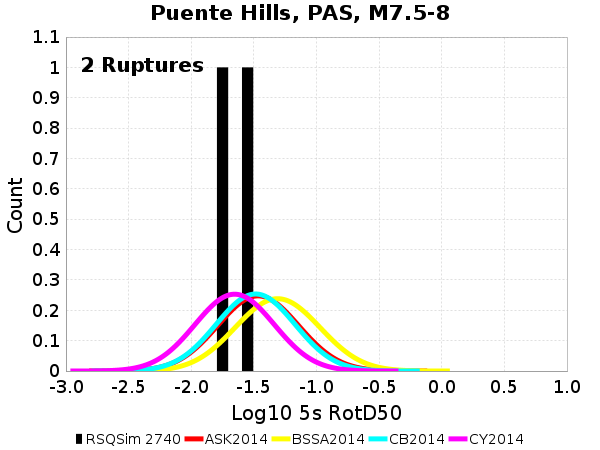 Puente Hills, PAS, M7.5-8
2 Ruptures
1.1
1
0.9
0.8
0.7
0.6
0.5
0.4
0.3
0.2
0.1
0
Count
-3.0 -2.5 -2.0 -1.5 -1.0 -0.5 0.0 0.5 1.0
Log10 5s RotD50
RSQSim 2740 ASK2014 BSSA2014 CB2014 CY2014